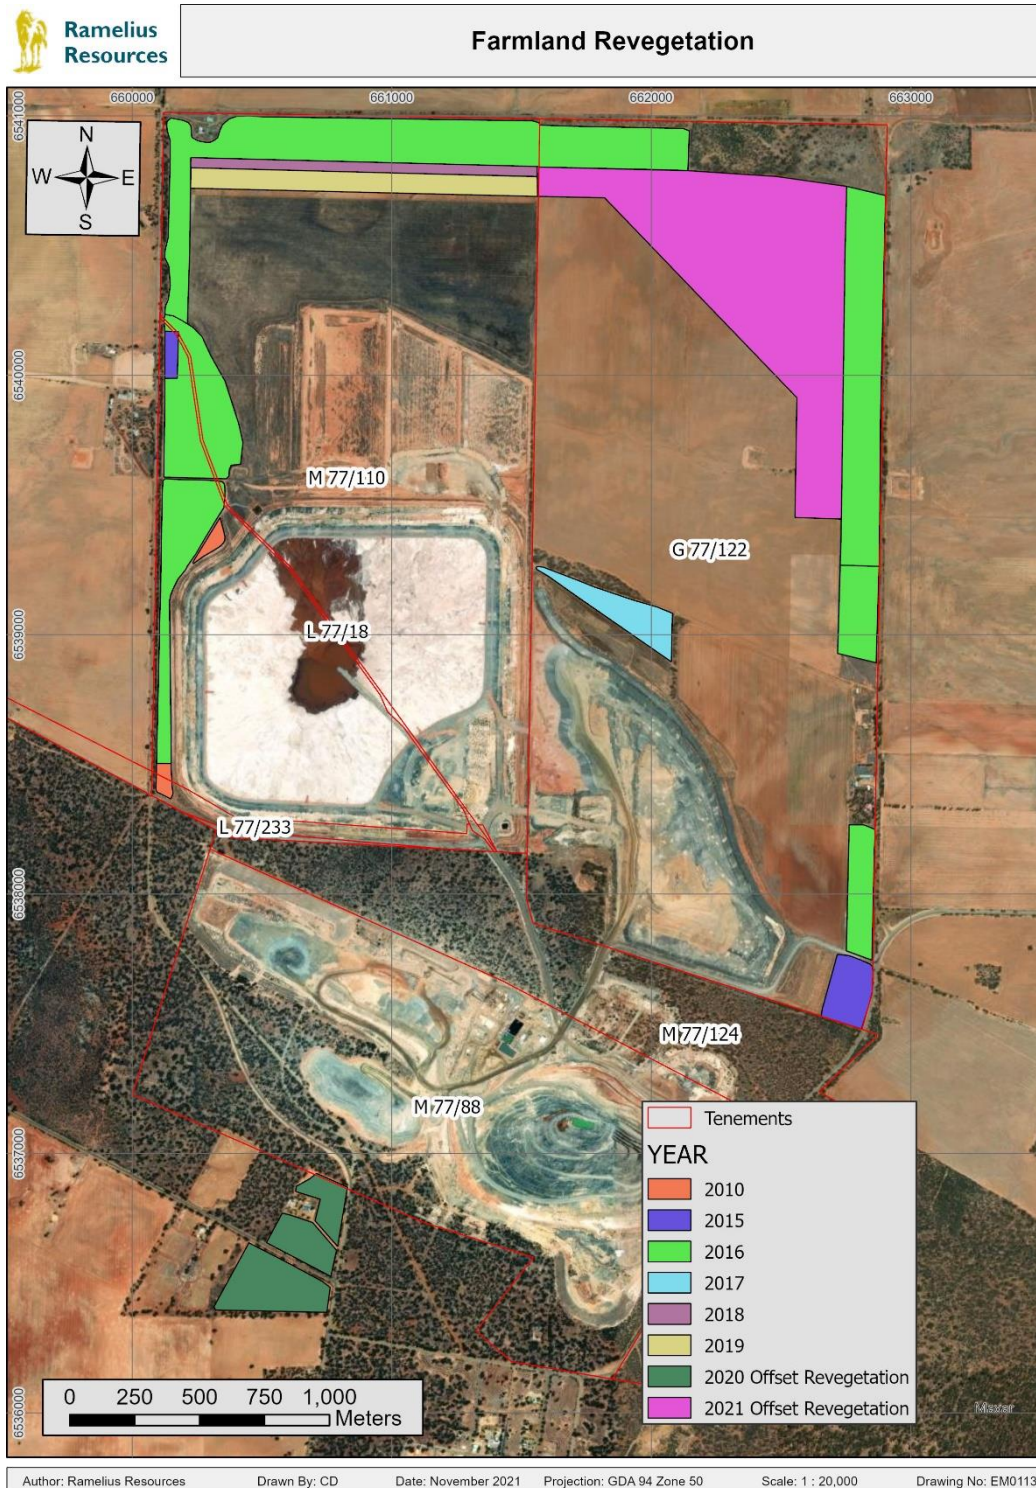 Ramelius
Resources
Farmland Revegetation
660000 661000 662000 663000
6541000
N
W E
S
6540000
M 77/110
G 77/122
6539000
L 77/18
L 77/233
6538000
M 77/124
M 77/88
6537000
Tenements
YEAR
2010
2015
2016
2017
2018
2019
2020 Offset Revegetation
2021 Offset Revegetation
0 250 500 750 1,000
Meters
6536000
Maxar
Author: Ramelius Resources Drawn By: CD Date: November 2021 Projection: GDA 94 Zone 50 Scale: 1 : 20,000 Drawing No: EM0113